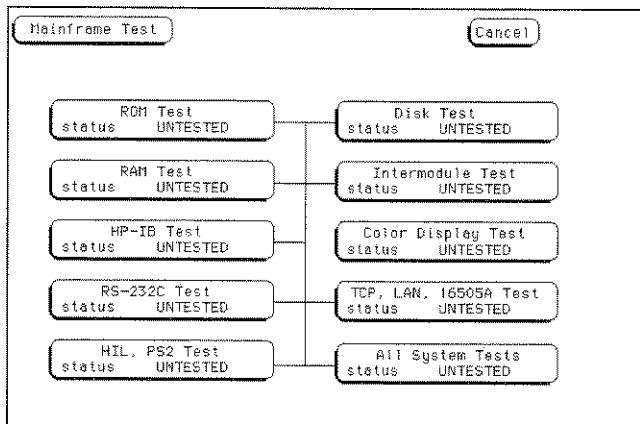 Mainframe Test
Cancel
ROM Test
status UNTESTED
Disk Test
status UNTESTED
RAM Test
status UNTESTED
Intermodule Test
status UNTESTED
HP-IB Test
status UNTESTED
Color Display Test
status UNTESTED
RS-232C Test
status UNTESTED
TCP, LAN, 16505A Test
status UNTESTED
HIL, PS2 Test
status UNTESTED
All System Tests
status UNTESTED